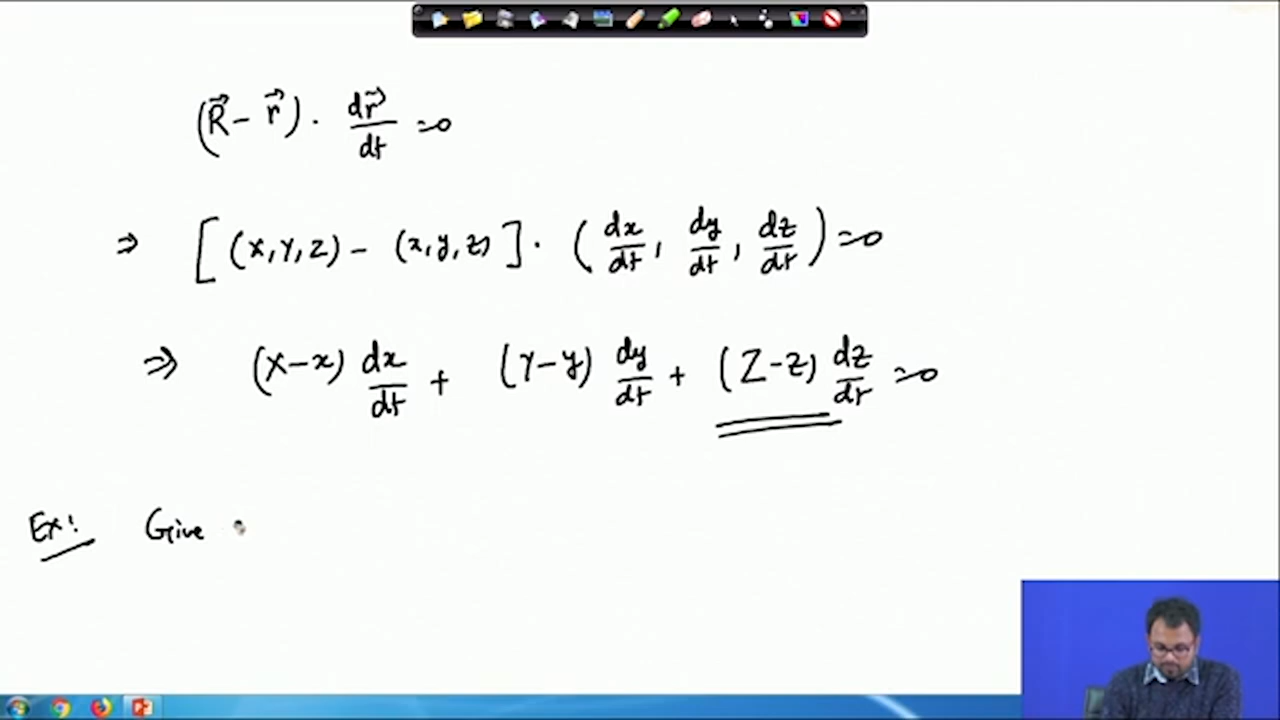 (R⃗ − r⃗) · dr⃗/dt = 0
⇒ [(X, Y, Z) − (x, y, z)] · (dx/dt, dy/dt, dz/dt) = 0
⇒ (X−x) dx/dt + (Y−y) dy/dt + (Z−z) dz/dt = 0
Ex: Give